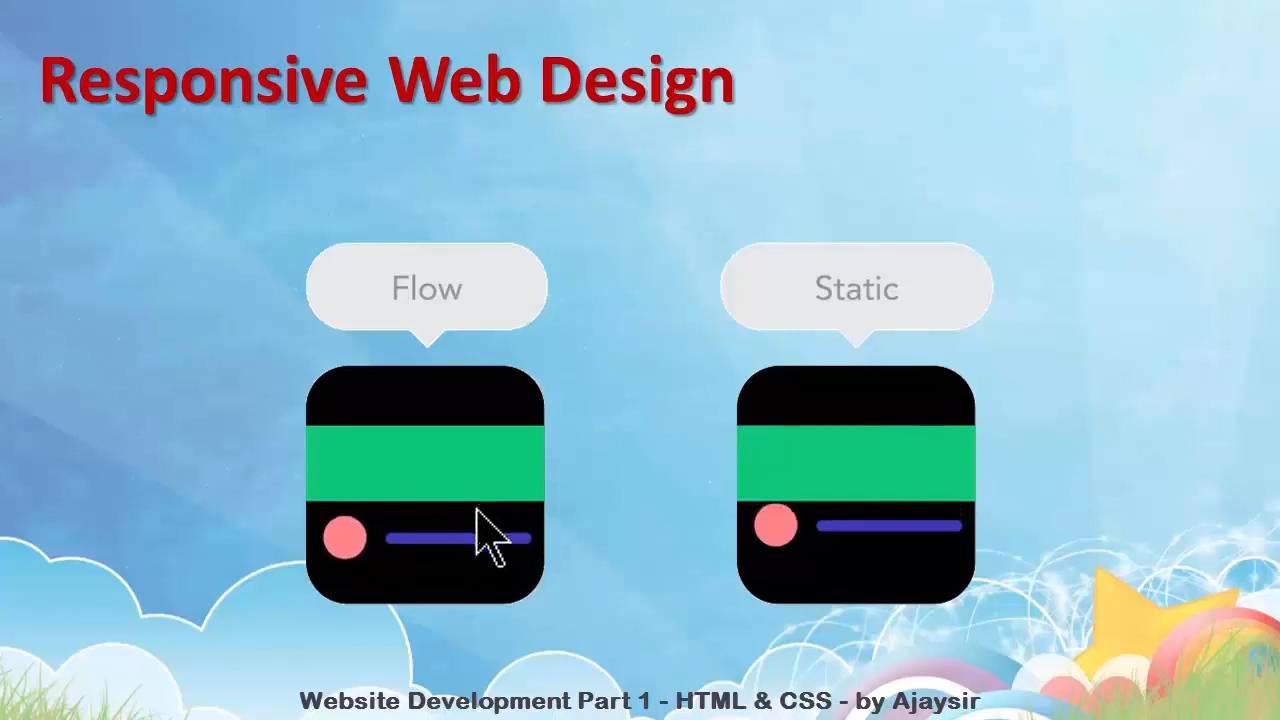 Responsive Web Design
Flow
Static
Website Development Part 1 - HTML & CSS - by Ajaysir